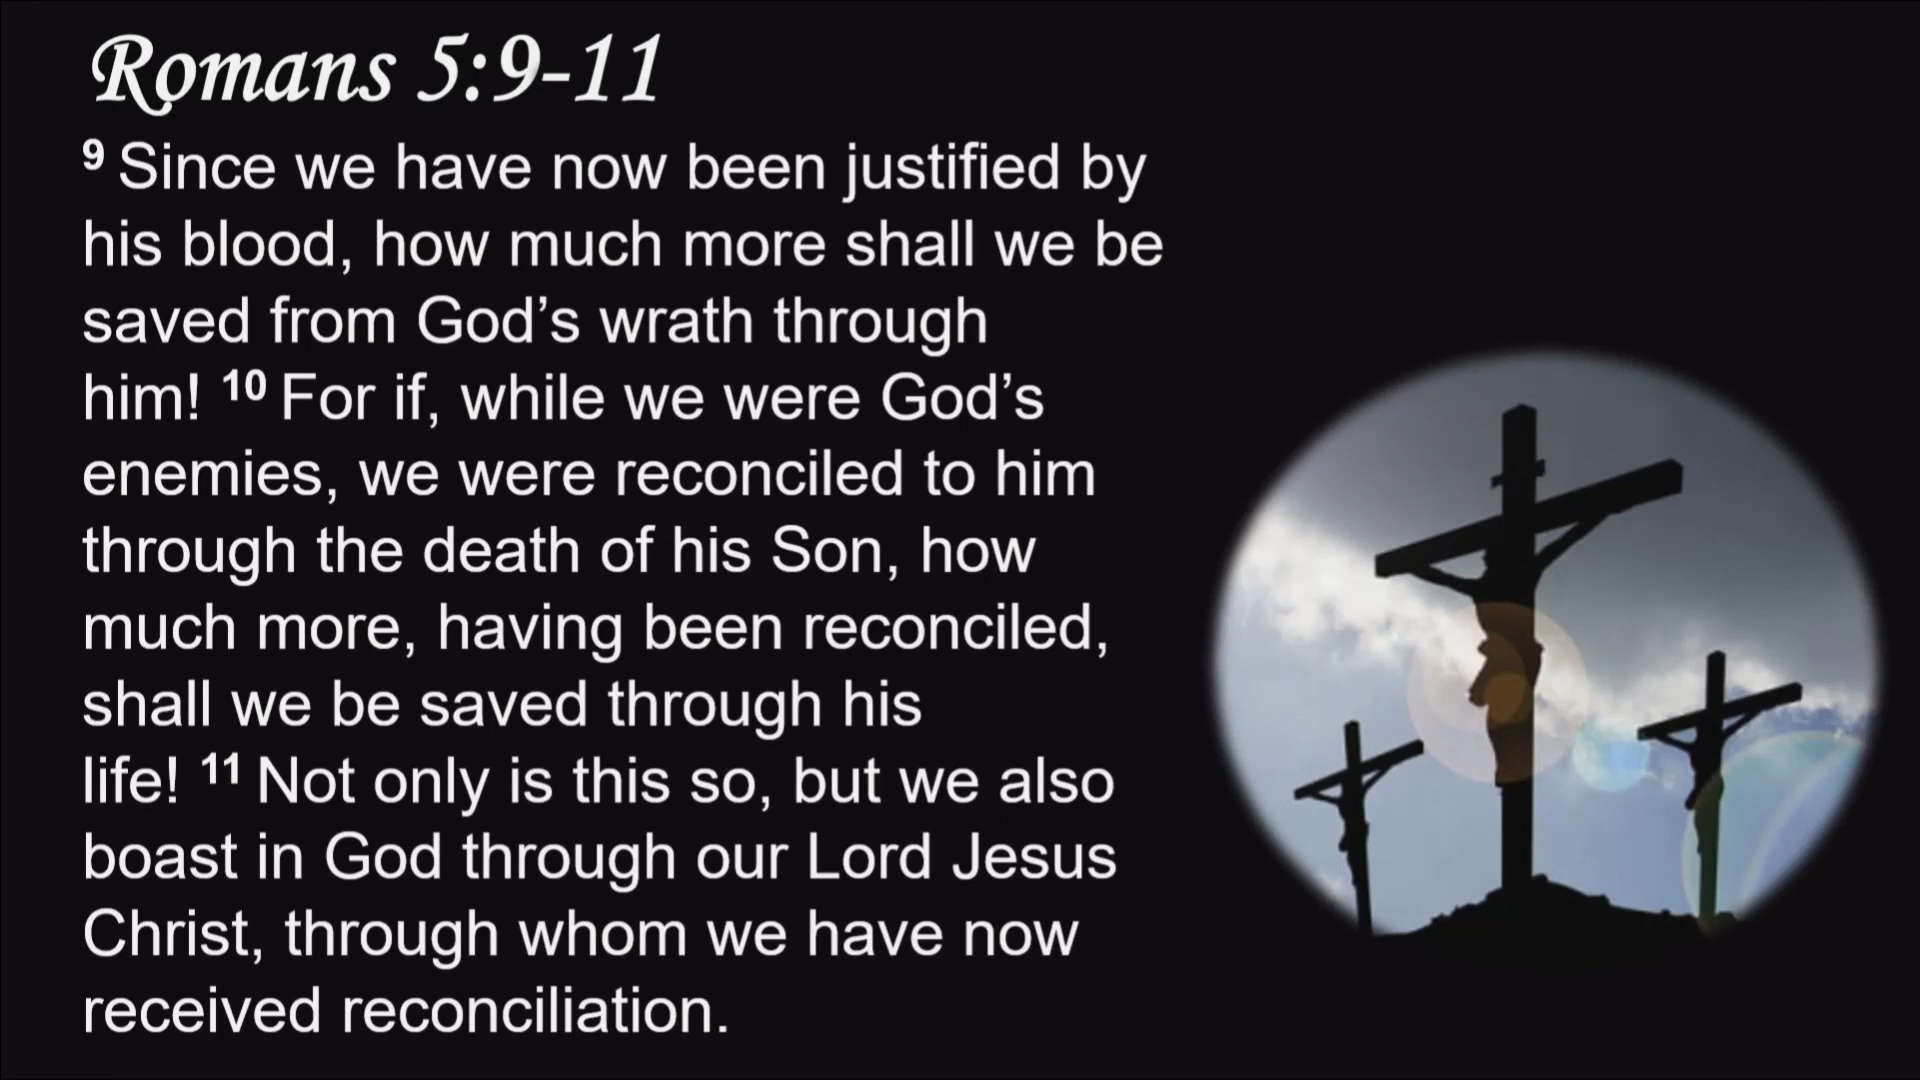 Romans 5:9-11
9 Since we have now been justified by
his blood, how much more shall we be
saved from God’s wrath through
him! 10 For if, while we were God’s
enemies, we were reconciled to him
through the death of his Son, how
much more, having been reconciled,
shall we be saved through his
life! 11 Not only is this so, but we also
boast in God through our Lord Jesus
Christ, through whom we have now
received reconciliation.